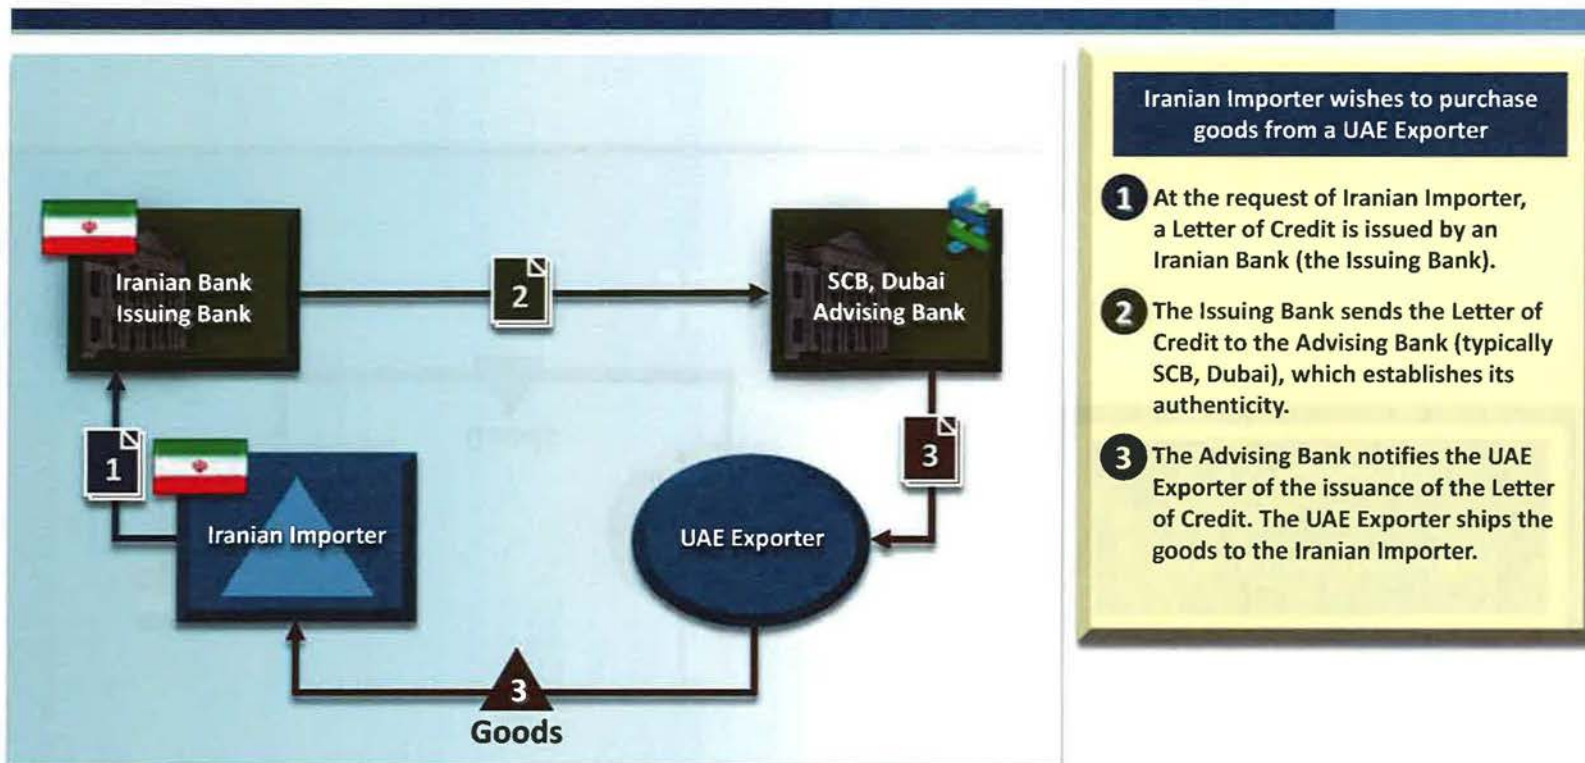 Iranian Bank
Issuing Bank
2
SCB, Dubai
Advising Bank
1
Iranian Importer
UAE Exporter
3
3
Goods
Iranian Importer wishes to purchase
goods from a UAE Exporter
1 At the request of Iranian Importer,
a Letter of Credit is issued by an
Iranian Bank (the Issuing Bank).
2 The Issuing Bank sends the Letter of
Credit to the Advising Bank (typically
SCB, Dubai), which establishes its
authenticity.
3 The Advising Bank notifies the UAE
Exporter of the issuance of the Letter
of Credit. The UAE Exporter ships the
goods to the Iranian Importer.